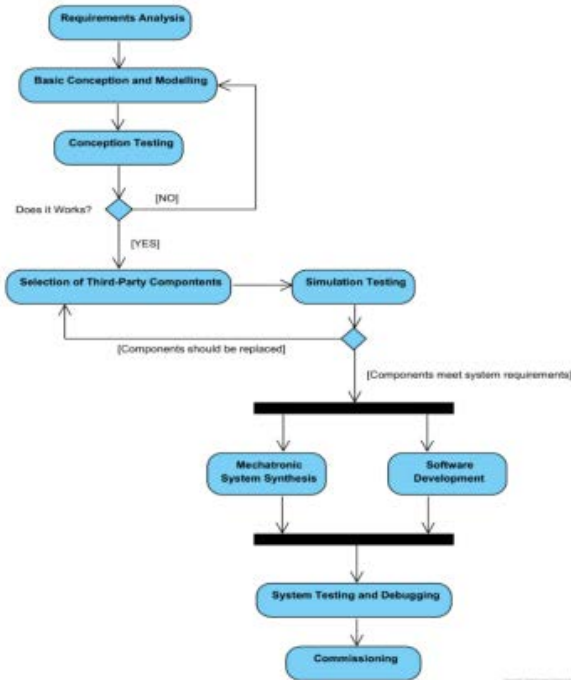 Requirements Analysis
Basic Conception and Modelling
Conception Testing
[NO]
Does it Works?
[YES]
Selection of Third-Party Compontents
Simulation Testing
[Components should be replaced]
[Components meet system requirements]
Mechatronic
System Synthesis
Software
Development
System Testing and Debugging
Commissioning